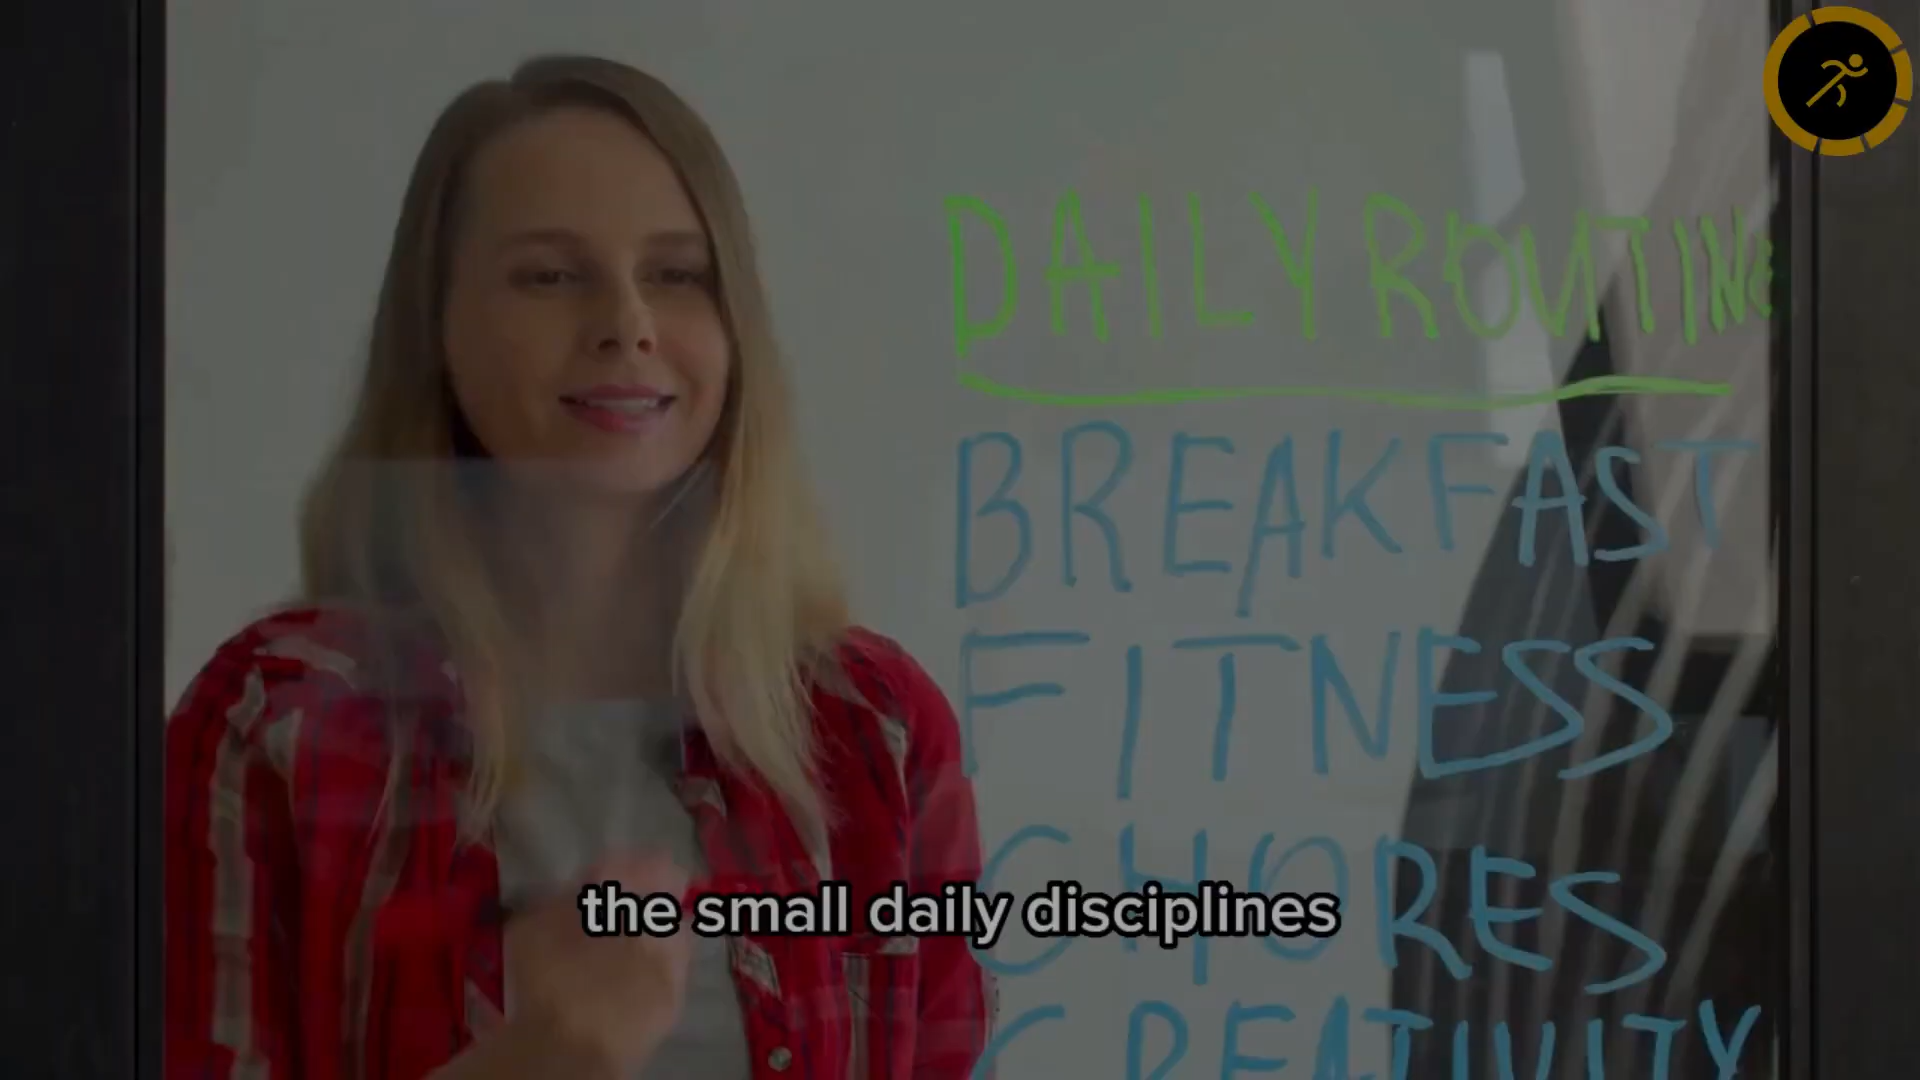 DAILY ROUTINE
BREAKFAST
FITNESS
CHORES
the small daily disciplines
CREATIVITY